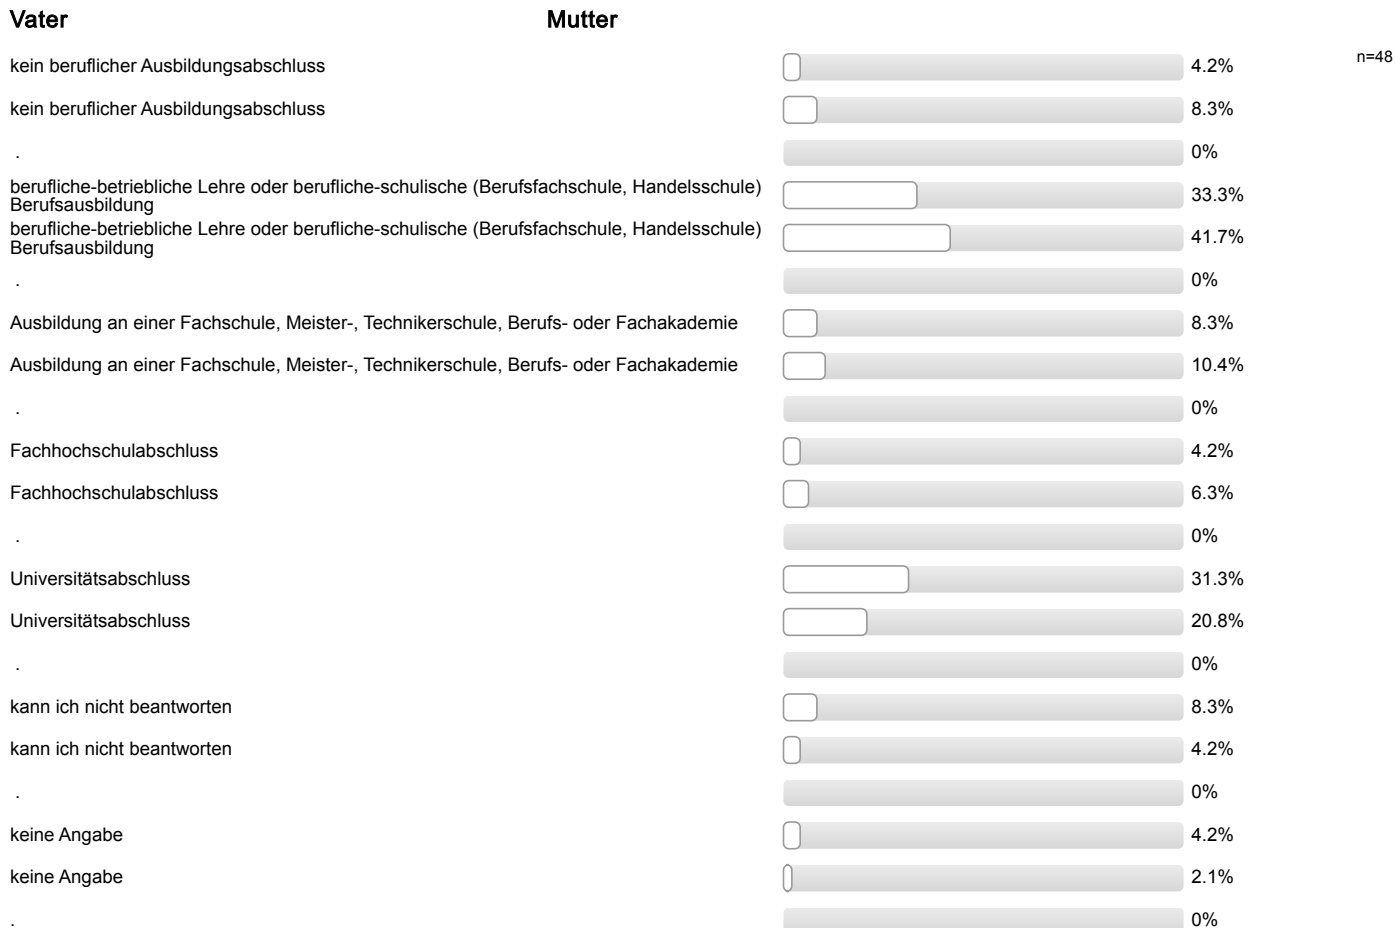 Vater Mutter
kein beruflicher Ausbildungsabschluss 4.2% n=48
kein beruflicher Ausbildungsabschluss 8.3%
. 0%
berufliche-betriebliche Lehre oder berufliche-schulische (Berufsfachschule, Handelsschule)
Berufsausbildung 33.3%
berufliche-betriebliche Lehre oder berufliche-schulische (Berufsfachschule, Handelsschule)
Berufsausbildung 41.7%
. 0%
Ausbildung an einer Fachschule, Meister-, Technikerschule, Berufs- oder Fachakademie 8.3%
Ausbildung an einer Fachschule, Meister-, Technikerschule, Berufs- oder Fachakademie 10.4%
. 0%
Fachhochschulabschluss 4.2%
Fachhochschulabschluss 6.3%
. 0%
Universitätsabschluss 31.3%
Universitätsabschluss 20.8%
. 0%
kann ich nicht beantworten 8.3%
kann ich nicht beantworten 4.2%
. 0%
keine Angabe 4.2%
keine Angabe 2.1%
. 0%